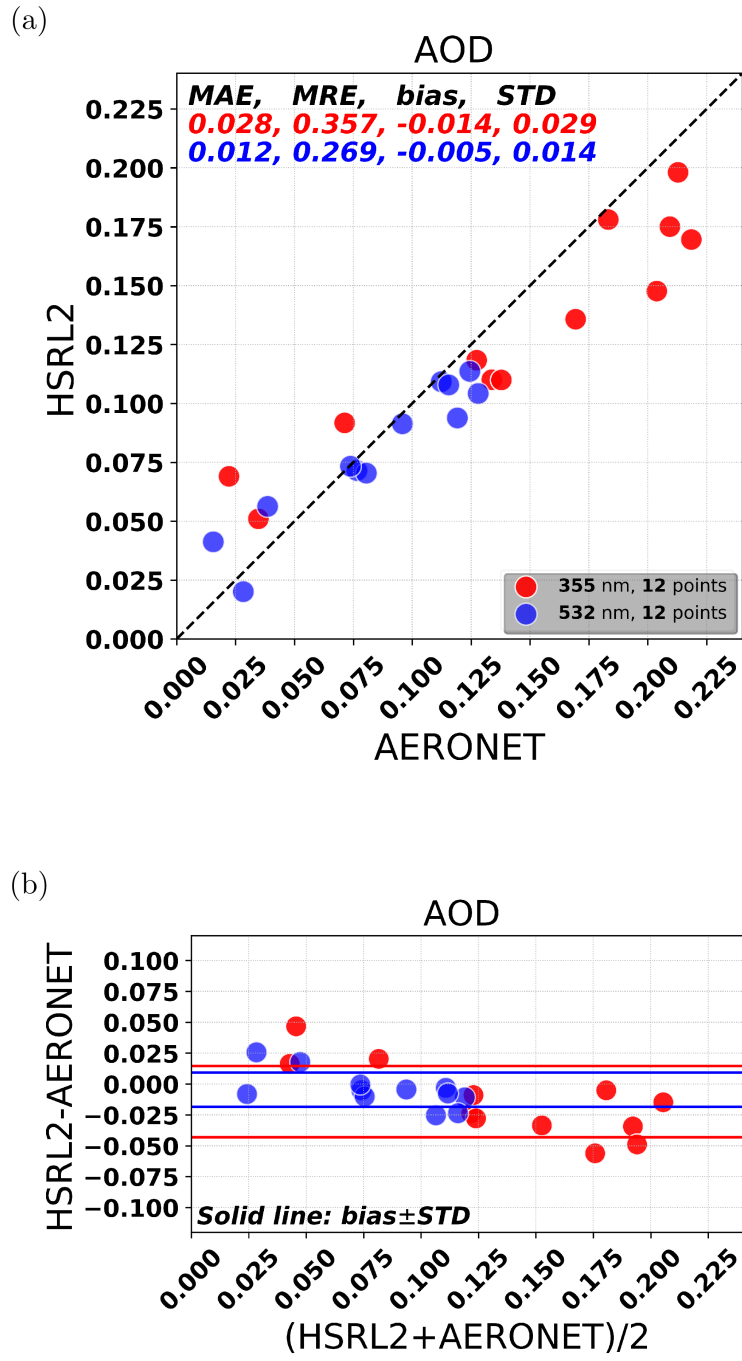 (a)
AOD
MAE, MRE, bias, STD
0.028, 0.357, -0.014, 0.029
0.012, 0.269, -0.005, 0.014
0.225
0.200
0.175
0.150
0.125
0.100
0.075
0.050
0.025
0.000
HSRL2
355 nm, 12 points
532 nm, 12 points
0.000 0.025 0.050 0.075 0.100 0.125 0.150 0.175 0.200 0.225
AERONET
(b)
AOD
0.100
0.075
0.050
0.025
0.000
−0.025
−0.050
−0.075
−0.100
HSRL2-AERONET
Solid line: bias±STD
0.000 0.025 0.050 0.075 0.100 0.125 0.150 0.175 0.200 0.225
(HSRL2+AERONET)/2